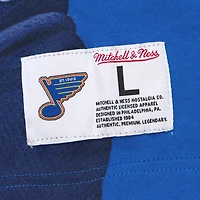 Mitchell & Ness
ST. LOUIS
L
MITCHELL & NESS NOSTALGIA CO.
AUTHENTIC LICENSED APPAREL
DESIGNED IN PHILADELPHIA, PA
ESTABLISHED 1904
AUTHENTIC. PREMIUM. LEGENDARY.